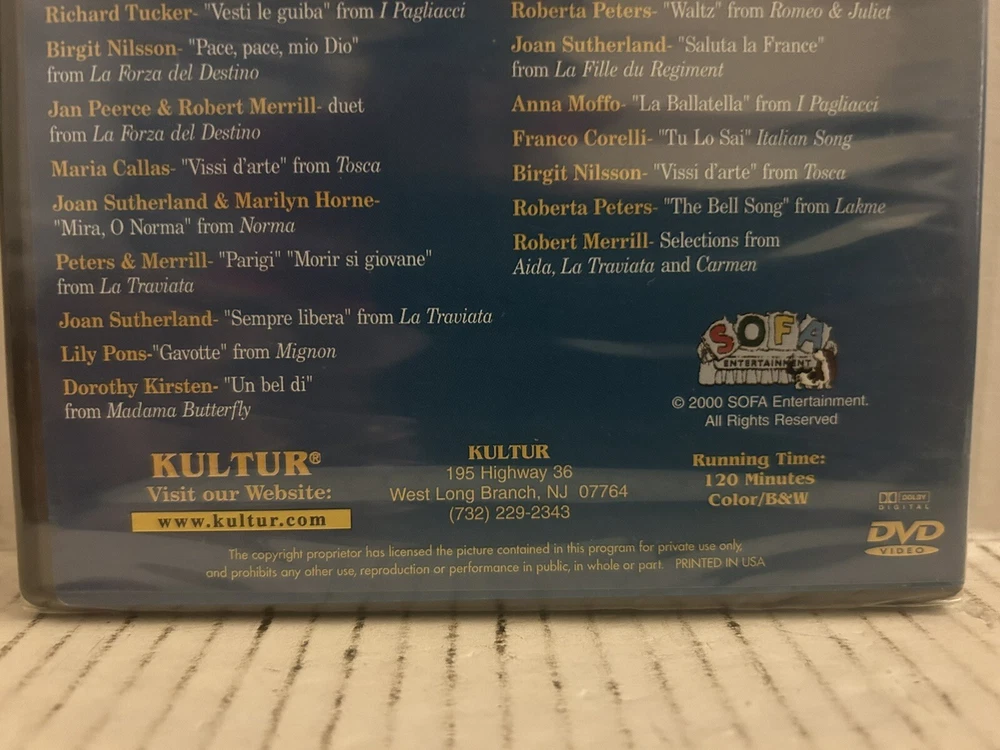 Richard Tucker- "Vesti le guiba" from I Pagliacci
Birgit Nilsson- "Pace, pace, mio Dio"
from La Forza del Destino
Jan Peerce & Robert Merrill- duet
from La Forza del Destino
Maria Callas- "Vissi d'arte" from Tosca
Joan Sutherland & Marilyn Horne-
"Mira, O Norma" from Norma
Peters & Merrill- "Parigi" "Morir si giovane"
from La Traviata
Joan Sutherland- "Sempre libera" from La Traviata
Lily Pons-"Gavotte" from Mignon
Dorothy Kirsten- "Un bel di"
from Madama Butterfly
Roberta Peters- "Waltz" from Romeo & Juliet
Joan Sutherland- "Saluta la France"
from La Fille du Regiment
Anna Moffo- "La Ballatella" from I Pagliacci
Franco Corelli- "Tu Lo Sai" Italian Song
Birgit Nilsson- "Vissi d'arte" from Tosca
Roberta Peters- "The Bell Song" from Lakme
Robert Merrill- Selections from
Aida, La Traviata and Carmen
SOFA
ENTERTAINMENT
© 2000 SOFA Entertainment.
All Rights Reserved
KULTUR®
Visit our Website:
www.kultur.com
KULTUR
195 Highway 36
West Long Branch, NJ 07764
(732) 229-2343
Running Time:
120 Minutes
Color/B&W
DOLBY
DIGITAL
DVD
VIDEO
The copyright proprietor has licensed the picture contained in this program for private use only,
and prohibits any other use, reproduction or performance in public, in whole or part. PRINTED IN USA